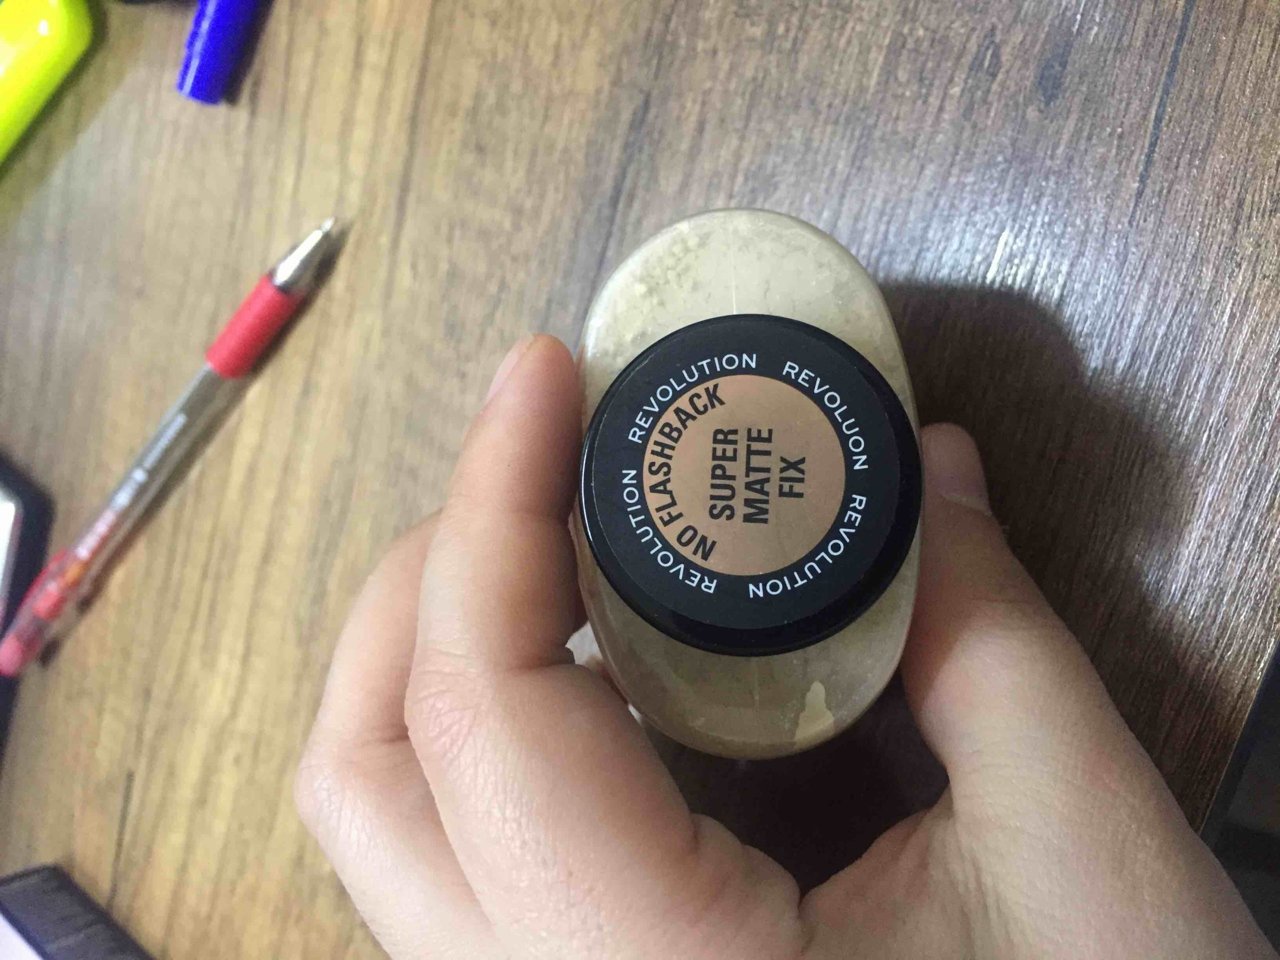 REVOLUTION REVOLUON REVOLUTION REVOLUTION
NO FLASHBACK
SUPER
MATTE
FIX